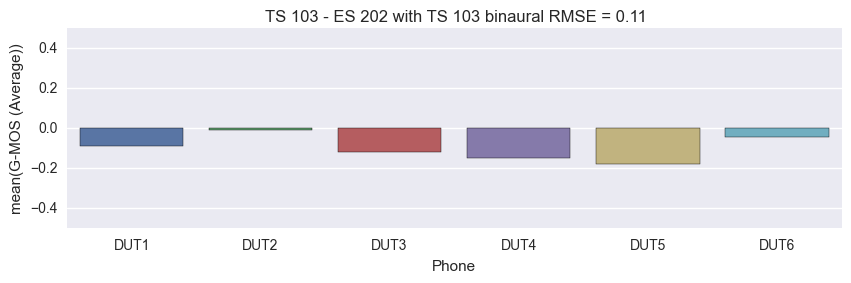 TS 103 - ES 202 with TS 103 binaural RMSE = 0.11
mean(G-MOS (Average))
0.4
0.2
0.0
−0.2
−0.4
DUT1 DUT2 DUT3 DUT4 DUT5 DUT6
Phone